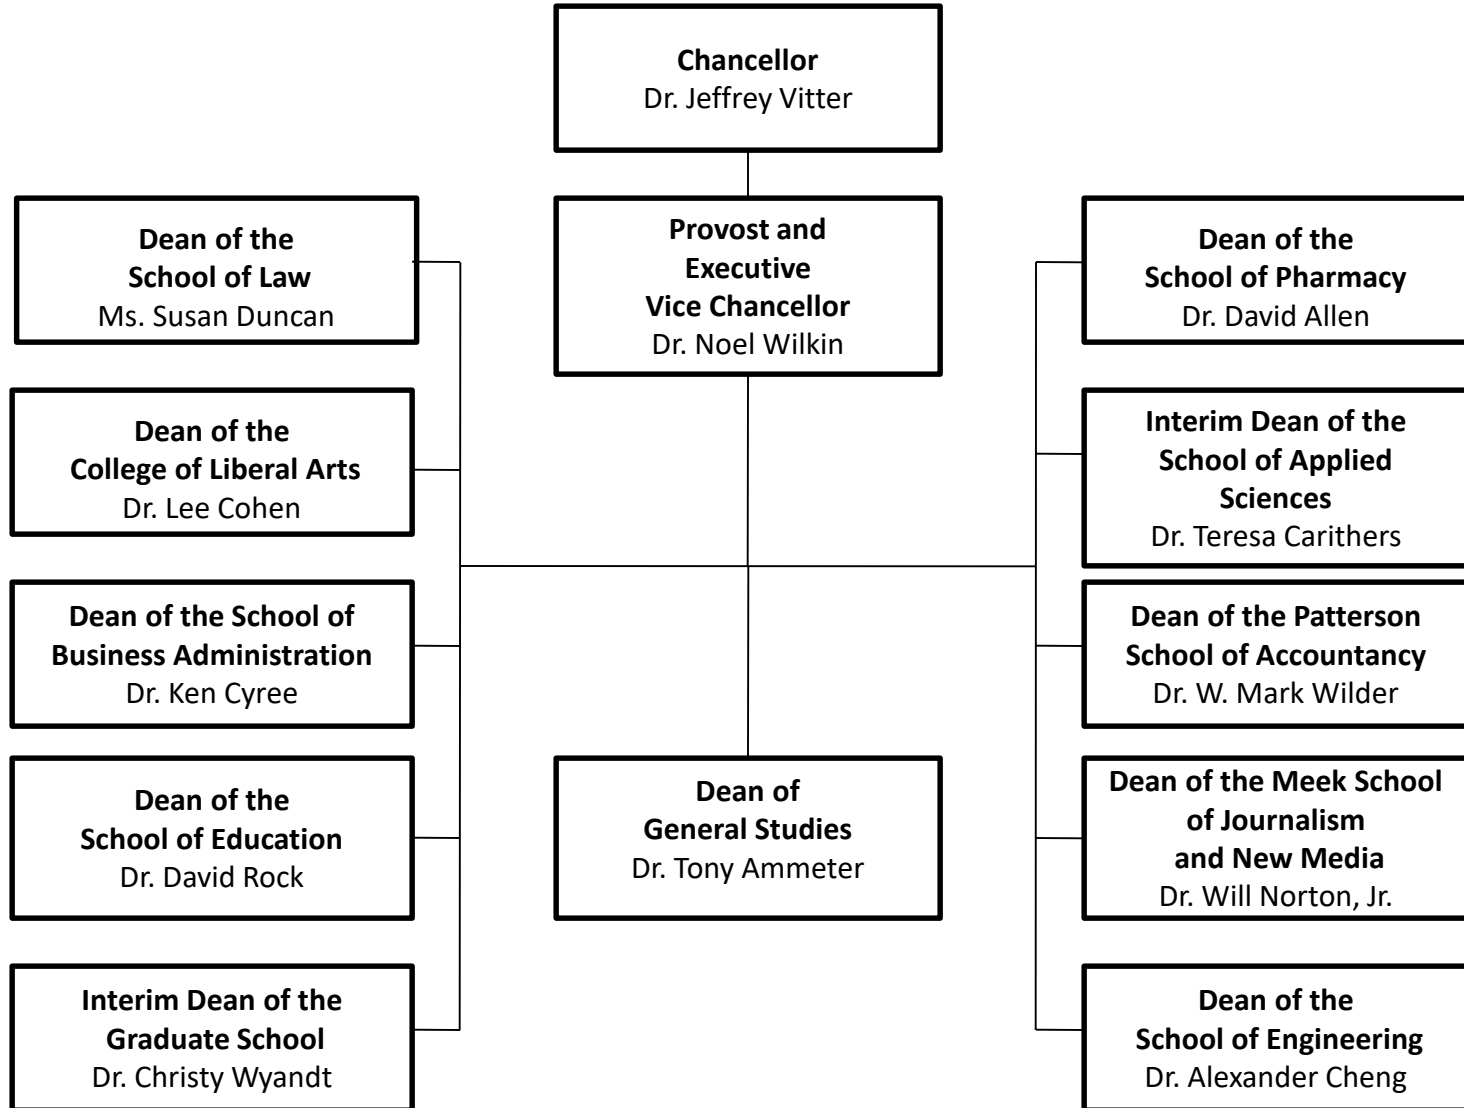 Chancellor
Dr. Jeffrey Vitter
Dean of the
School of Law
Ms. Susan Duncan
Provost and
Executive
Vice Chancellor
Dr. Noel Wilkin
Dean of the
School of Pharmacy
Dr. David Allen
Dean of the
College of Liberal Arts
Dr. Lee Cohen
Interim Dean of the
School of Applied
Sciences
Dr. Teresa Carithers
Dean of the School of
Business Administration
Dr. Ken Cyree
Dean of the Patterson
School of Accountancy
Dr. W. Mark Wilder
Dean of the
School of Education
Dr. David Rock
Dean of
General Studies
Dr. Tony Ammeter
Dean of the Meek School
of Journalism
and New Media
Dr. Will Norton, Jr.
Interim Dean of the
Graduate School
Dr. Christy Wyandt
Dean of the
School of Engineering
Dr. Alexander Cheng